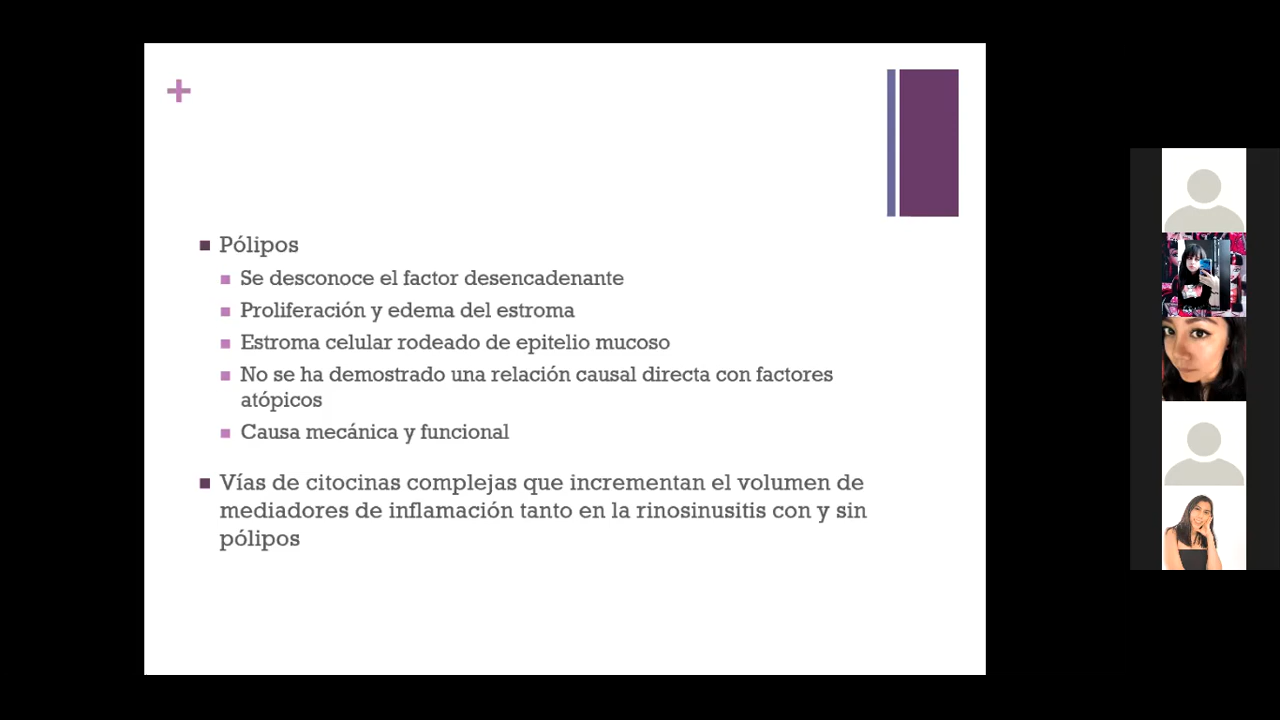 Pólipos
Se desconoce el factor desencadenante
Proliferación y edema del estroma
Estroma celular rodeado de epitelio mucoso
No se ha demostrado una relación causal directa con factores
atópicos
Causa mecánica y funcional
Vías de citocinas complejas que incrementan el volumen de
mediadores de inflamación tanto en la rinosinusitis con y sin
pólipos